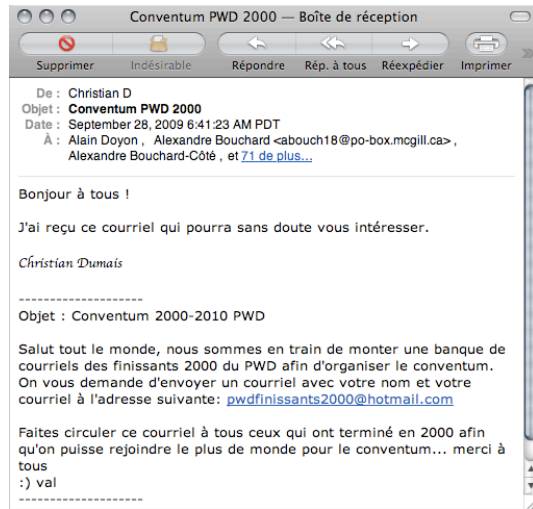 Conventum PWD 2000 — Boîte de réception
Supprimer Indésirable Répondre Rép. à tous Réexpédier Imprimer
De : Christian D
Objet : Conventum PWD 2000
Date : September 28, 2009 6:41:23 AM PDT
À : Alain Doyon , Alexandre Bouchard <abouch18@po-box.mcgill.ca> ,
Alexandre Bouchard-Côté , et 71 de plus...
Bonjour à tous !
J'ai reçu ce courriel qui pourra sans doute vous intéresser.
Christian Dumais
--------------------
Objet : Conventum 2000-2010 PWD
Salut tout le monde, nous sommes en train de monter une banque de
courriels des finissants 2000 du PWD afin d'organiser le conventum.
On vous demande d'envoyer un courriel avec votre nom et votre
courriel à l'adresse suivante: pwdfinissants2000@hotmail.com
Faites circuler ce courriel à tous ceux qui ont terminé en 2000 afin
qu'on puisse rejoindre le plus de monde pour le conventum... merci à
tous
:) val
--------------------